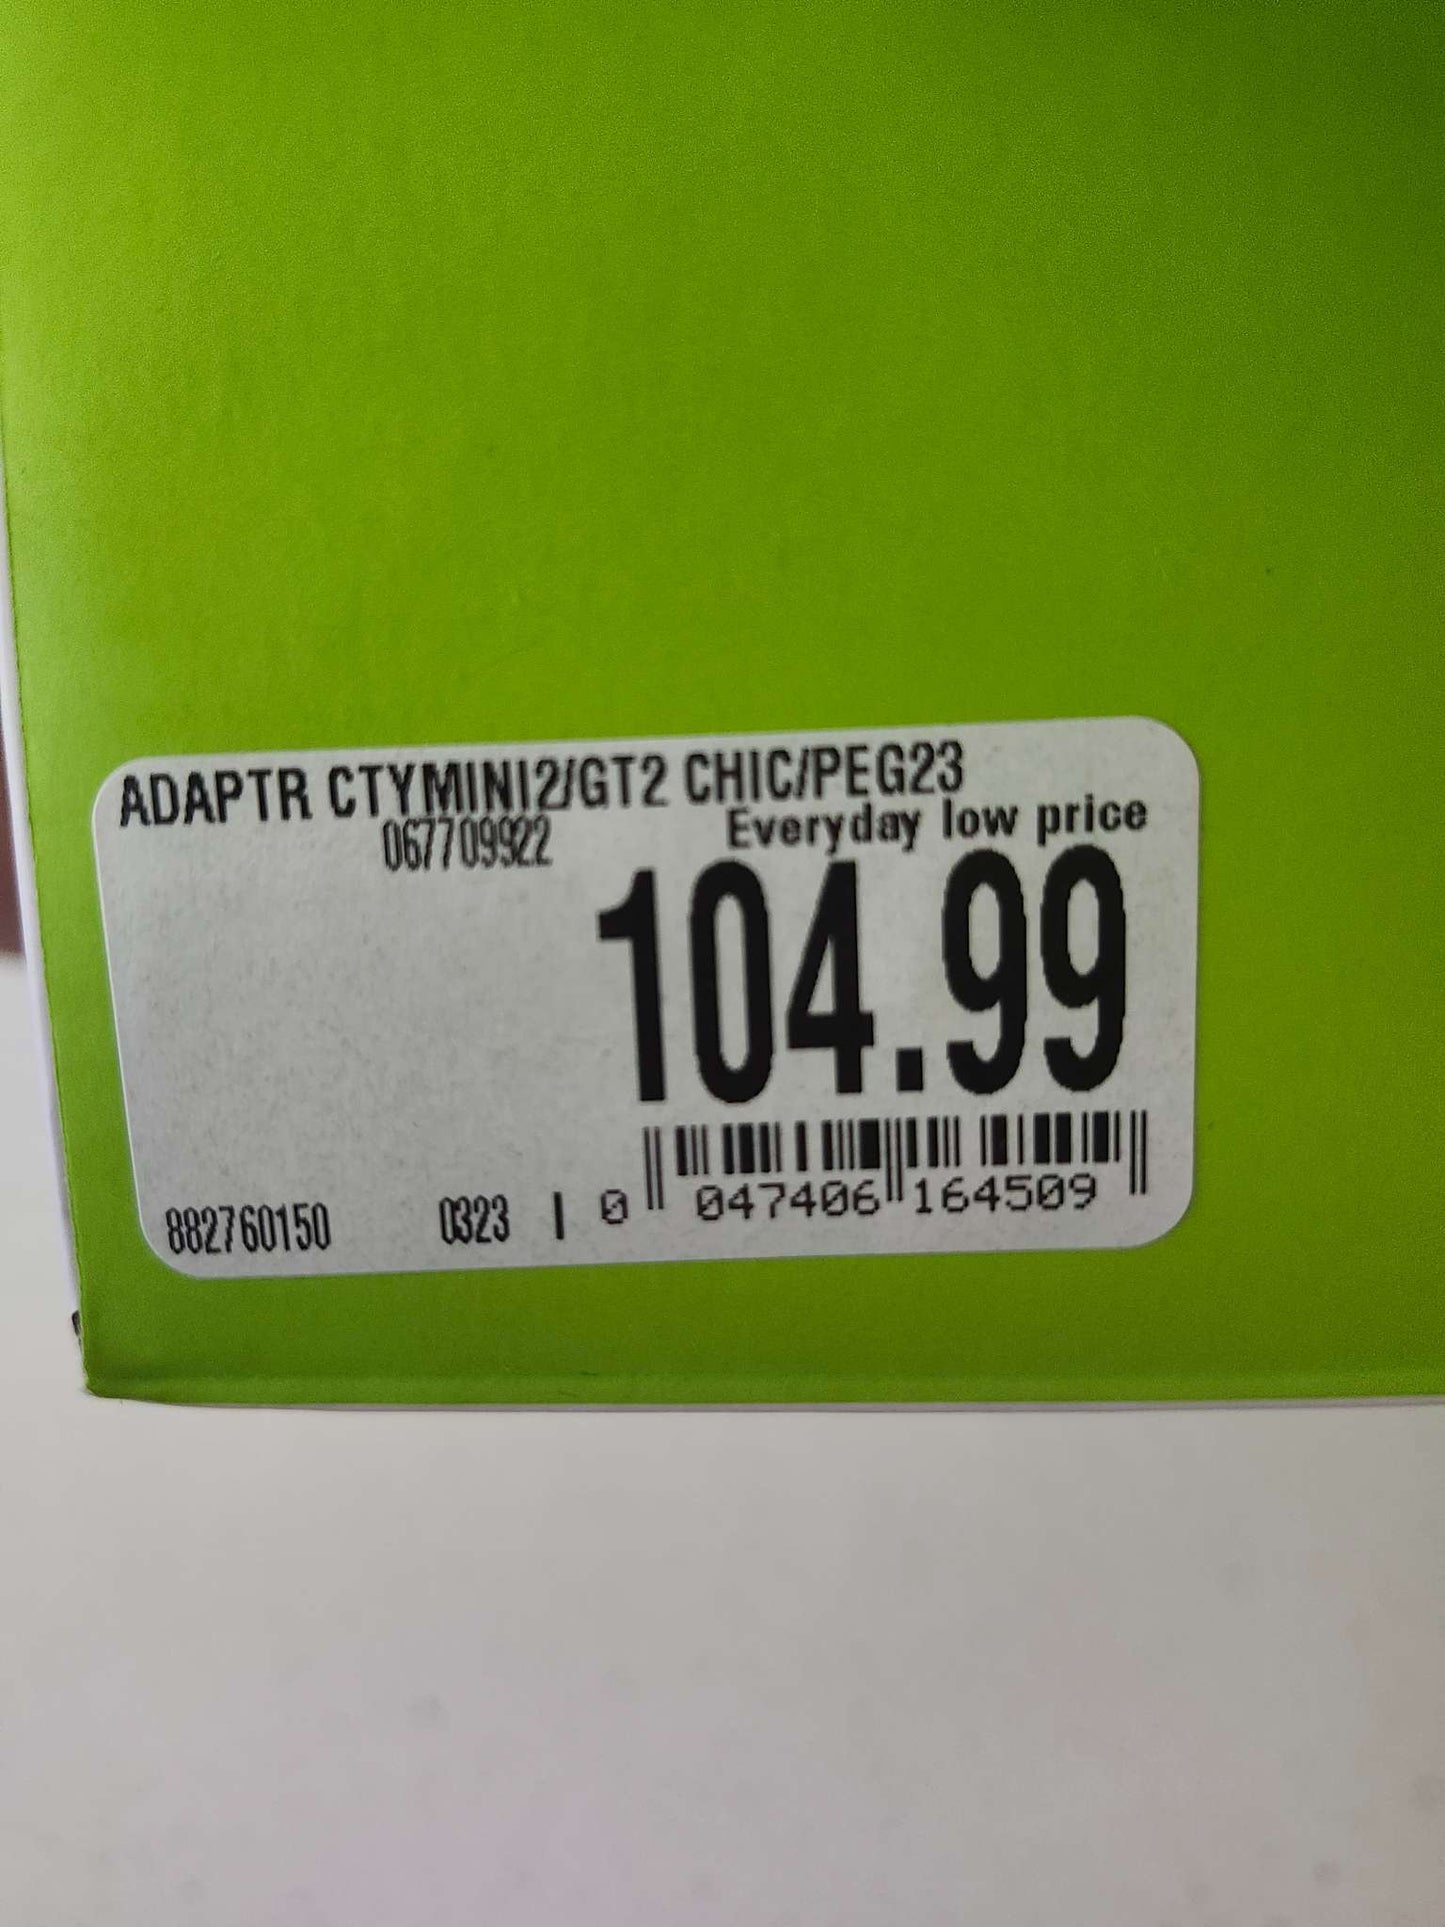 ADAPTR CTYMINI2/GT2 CHIC/PEG23
067709922
Everyday low price
104.99
882760150 0323 I 0 047406 164509